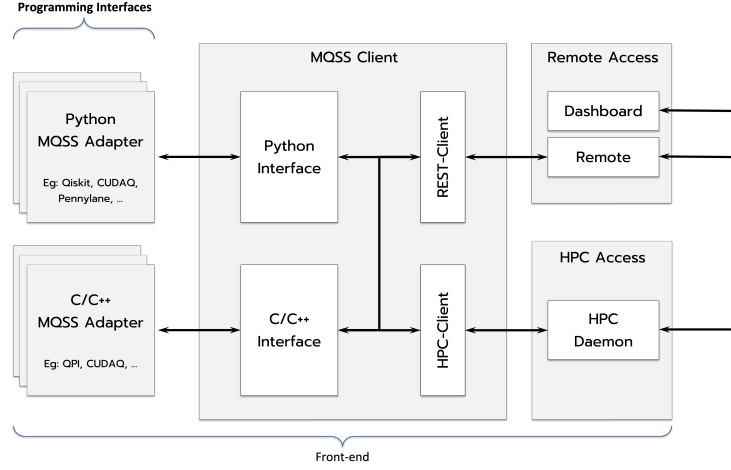 Programming Interfaces
Python
MQSS Adapter
Eg: Qiskit, CUDAQ,
Pennylane, ...
C/C++
MQSS Adapter
Eg: QPI, CUDAQ, ...
MQSS Client
Python
Interface
REST-Client
C/C++
Interface
HPC-Client
Remote Access
Dashboard
Remote
HPC Access
HPC
Daemon
Front-end